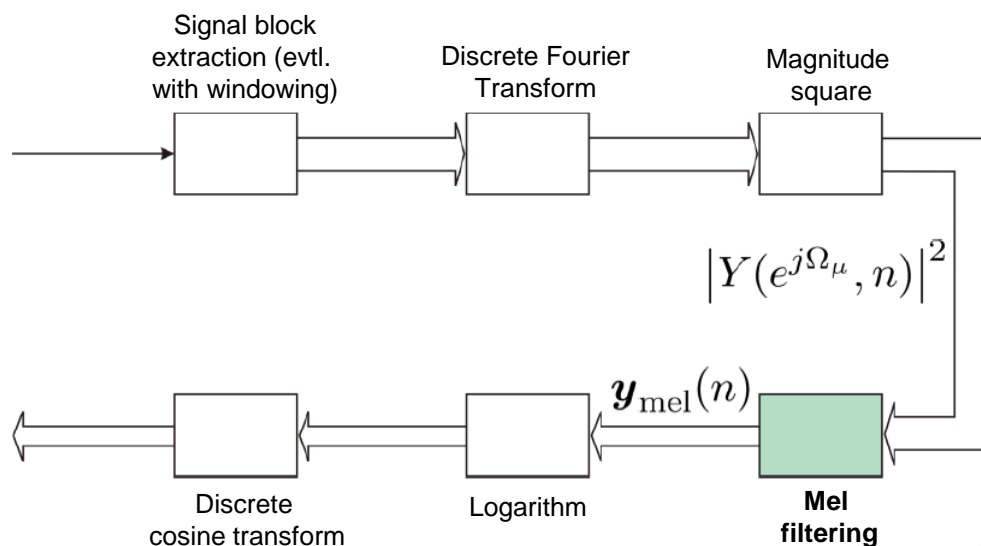 Signal block
extraction (evtl.
with windowing)
Discrete Fourier
Transform
Magnitude
square
|Y(e^{jΩ_μ}, n)|^2
y_mel(n)
Discrete
cosine transform
Logarithm
Mel
filtering